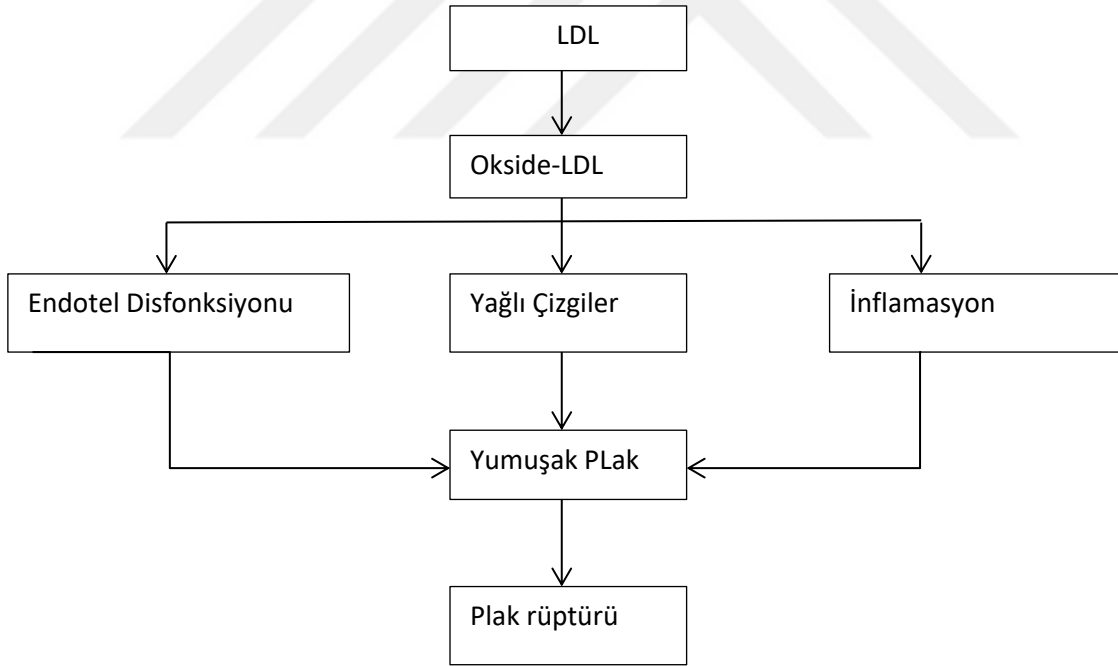 LDL
Okside-LDL
Endotel Disfonksiyonu
Yağlı Çizgiler
İnflamasyon
Yumuşak PLak
Plak rüptürü